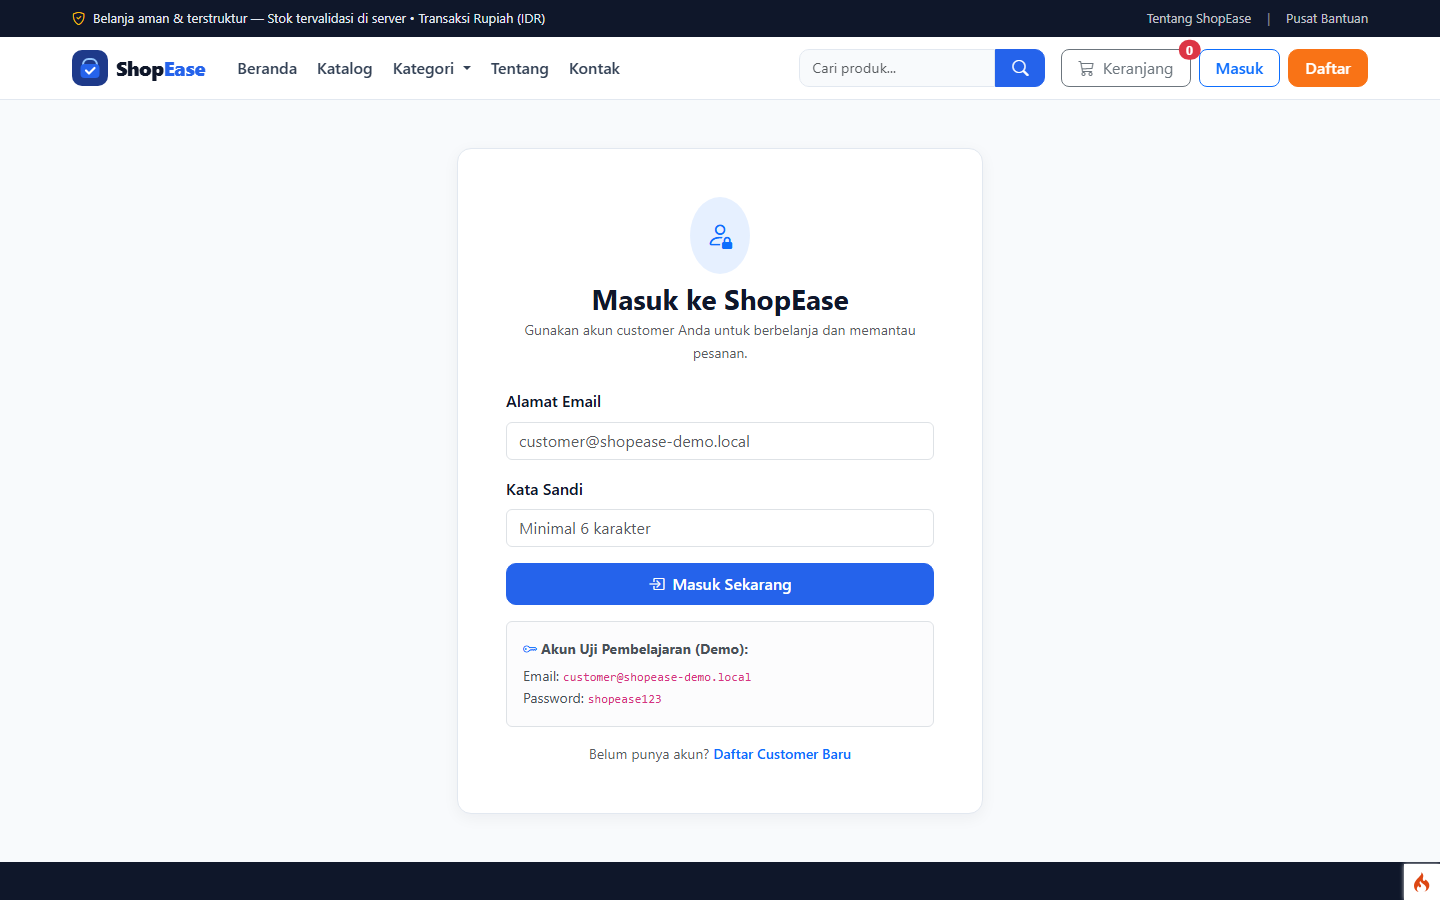 Belanja aman & terstruktur — Stok tervalidasi di server • Transaksi Rupiah (IDR)
Tentang ShopEase | Pusat Bantuan
ShopEase
Beranda
Katalog
Kategori
Tentang
Kontak
Cari produk...
Keranjang
0
Masuk
Daftar
Masuk ke ShopEase
Gunakan akun customer Anda untuk berbelanja dan memantau
pesanan.
Alamat Email
customer@shopease-demo.local
Kata Sandi
Minimal 6 karakter
Masuk Sekarang
Akun Uji Pembelajaran (Demo):
Email: customer@shopease-demo.local
Password: shopease123
Belum punya akun? Daftar Customer Baru